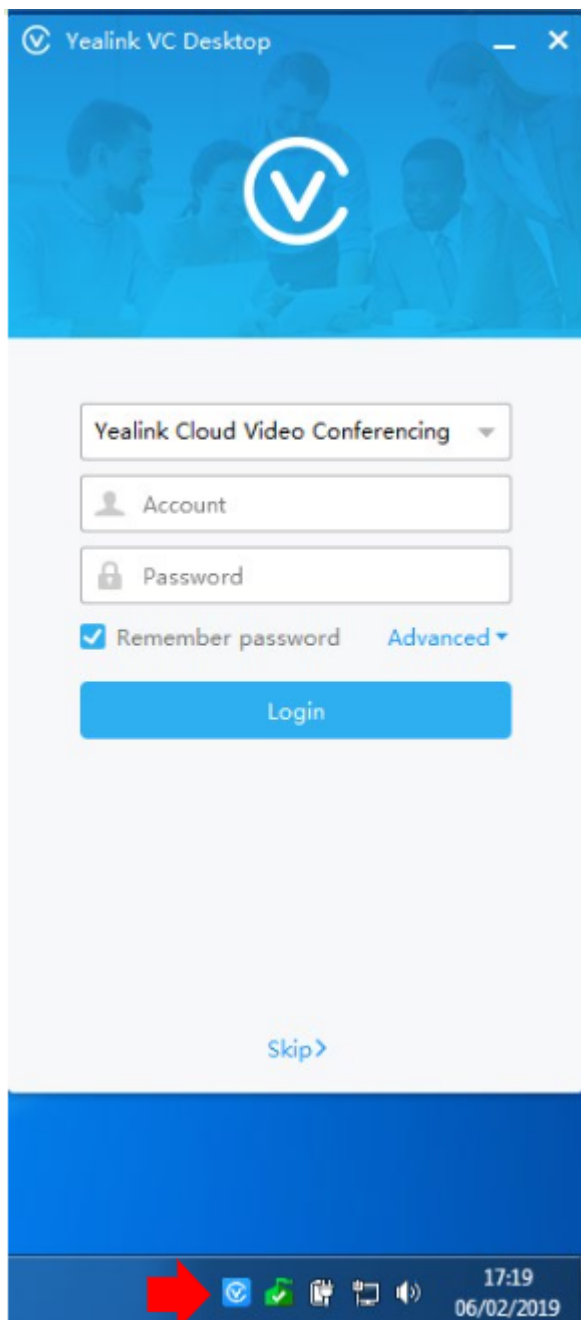 Yealink VC Desktop
Yealink Cloud Video Conferencing
Account
Password
Remember password Advanced
Login
Skip>
17:19
06/02/2019